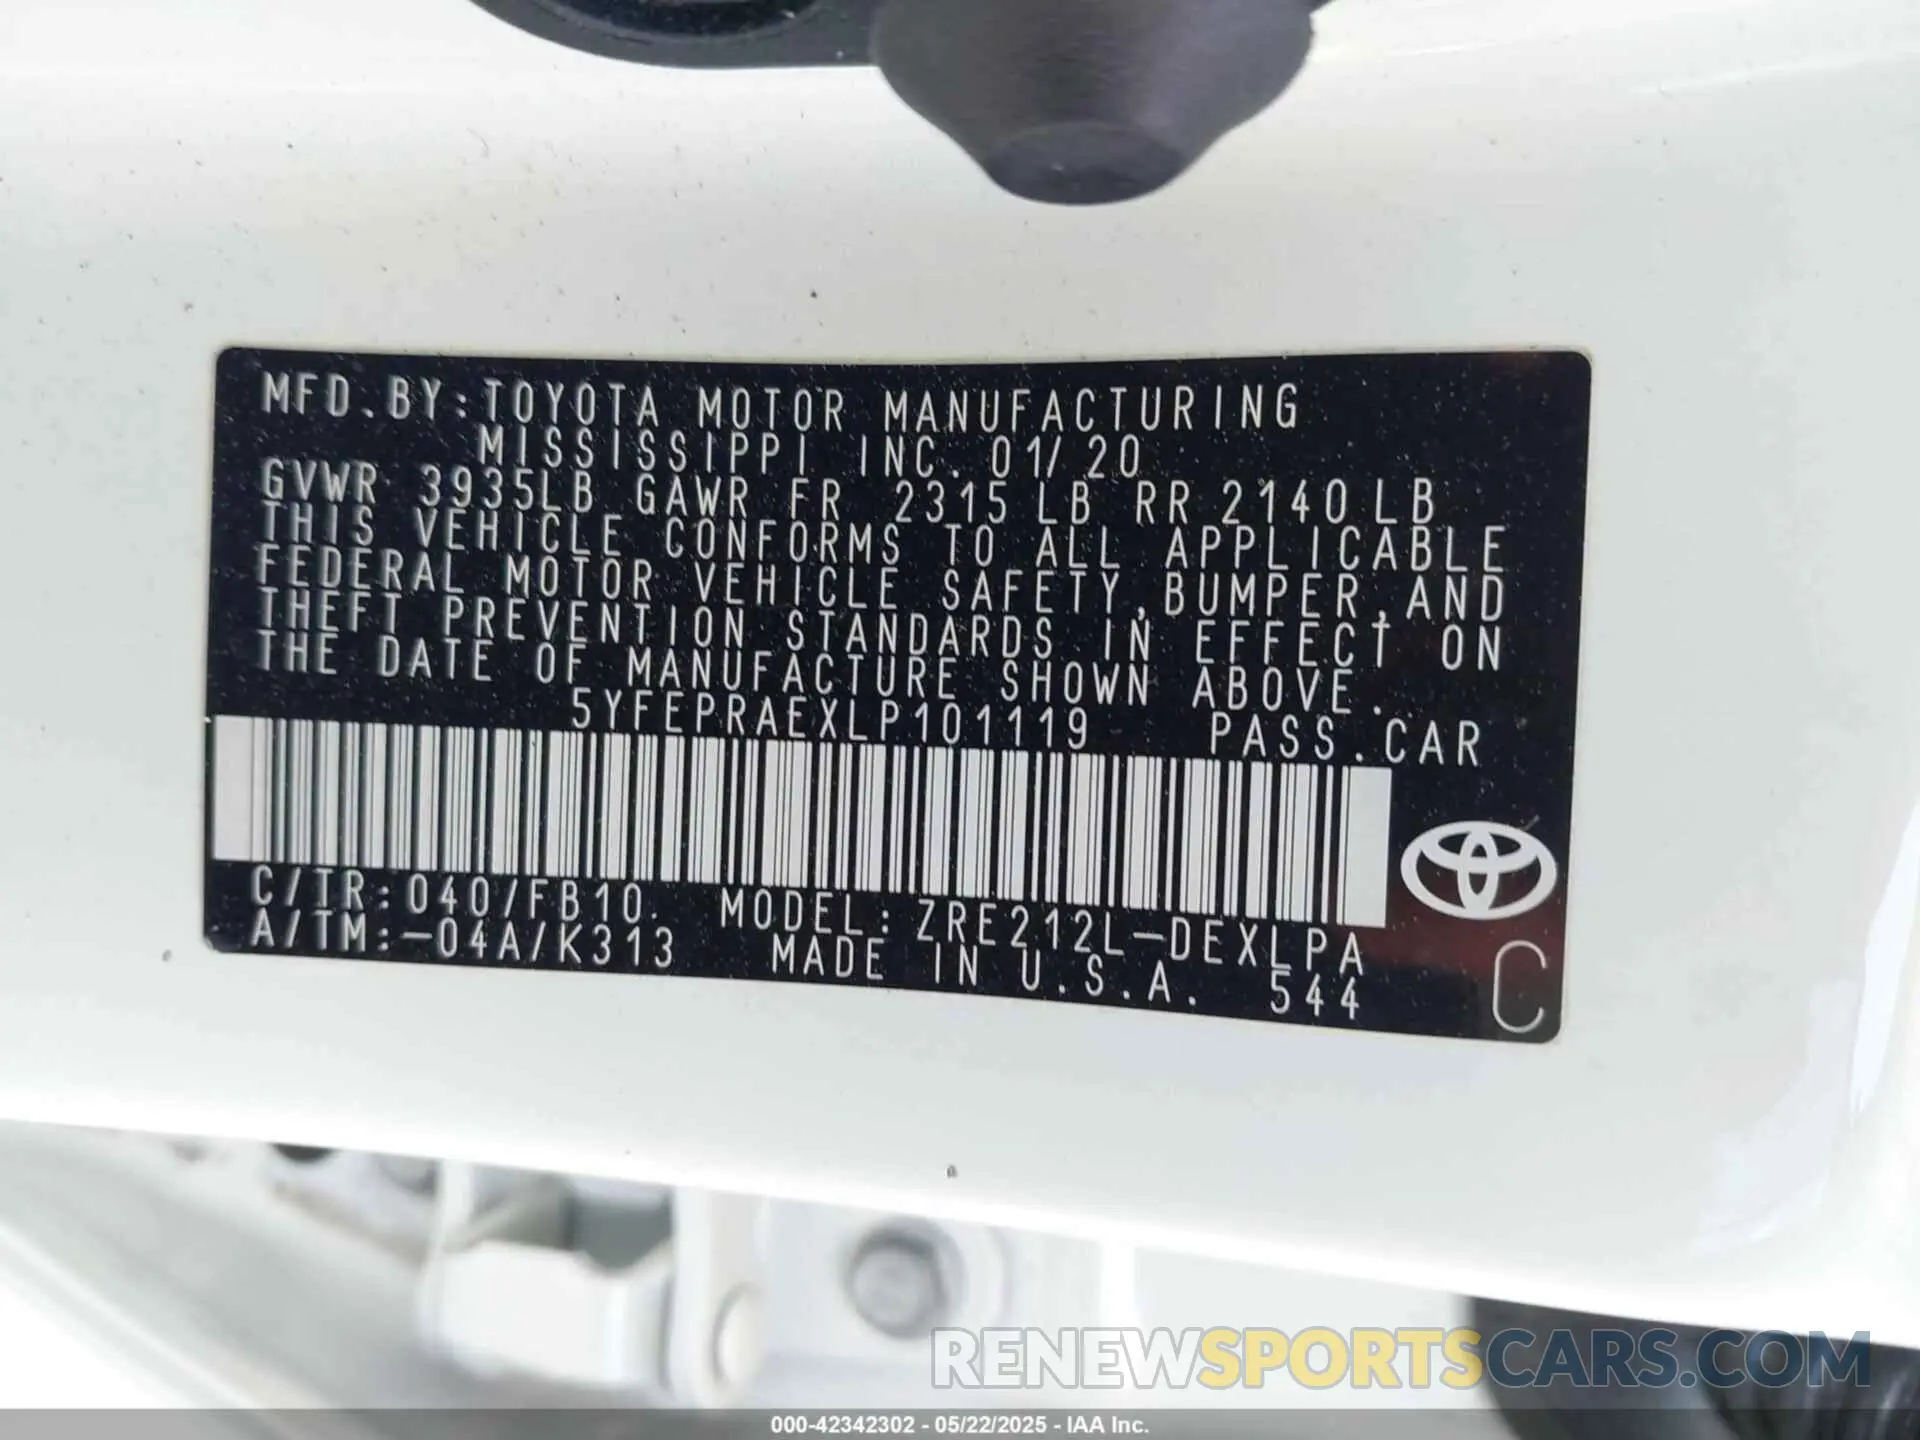 MFD.BY:TOYOTA MOTOR MANUFACTURING
MISSISSIPPI INC. 01/20
GVWR 3935LB GAWR FR 2315LB RR 2140LB
THIS VEHICLE CONFORMS TO ALL APPLICABLE
FEDERAL MOTOR VEHICLE SAFETY,BUMPER,AND
THEFT PREVENTION STANDARDS IN EFFECT ON
THE DATE OF MANUFACTURE SHOWN ABOVE.
5YFEPRAEXLP101119 PASS.CAR
C/TR:040/FB10 MODEL:ZRE212L-DEXLPA
A/TM:-04A/K313 MADE IN U.S.A. 544
C
RENEWSPORTSCARS.COM
000-42342302 - 05/22/2025 - IAA Inc.